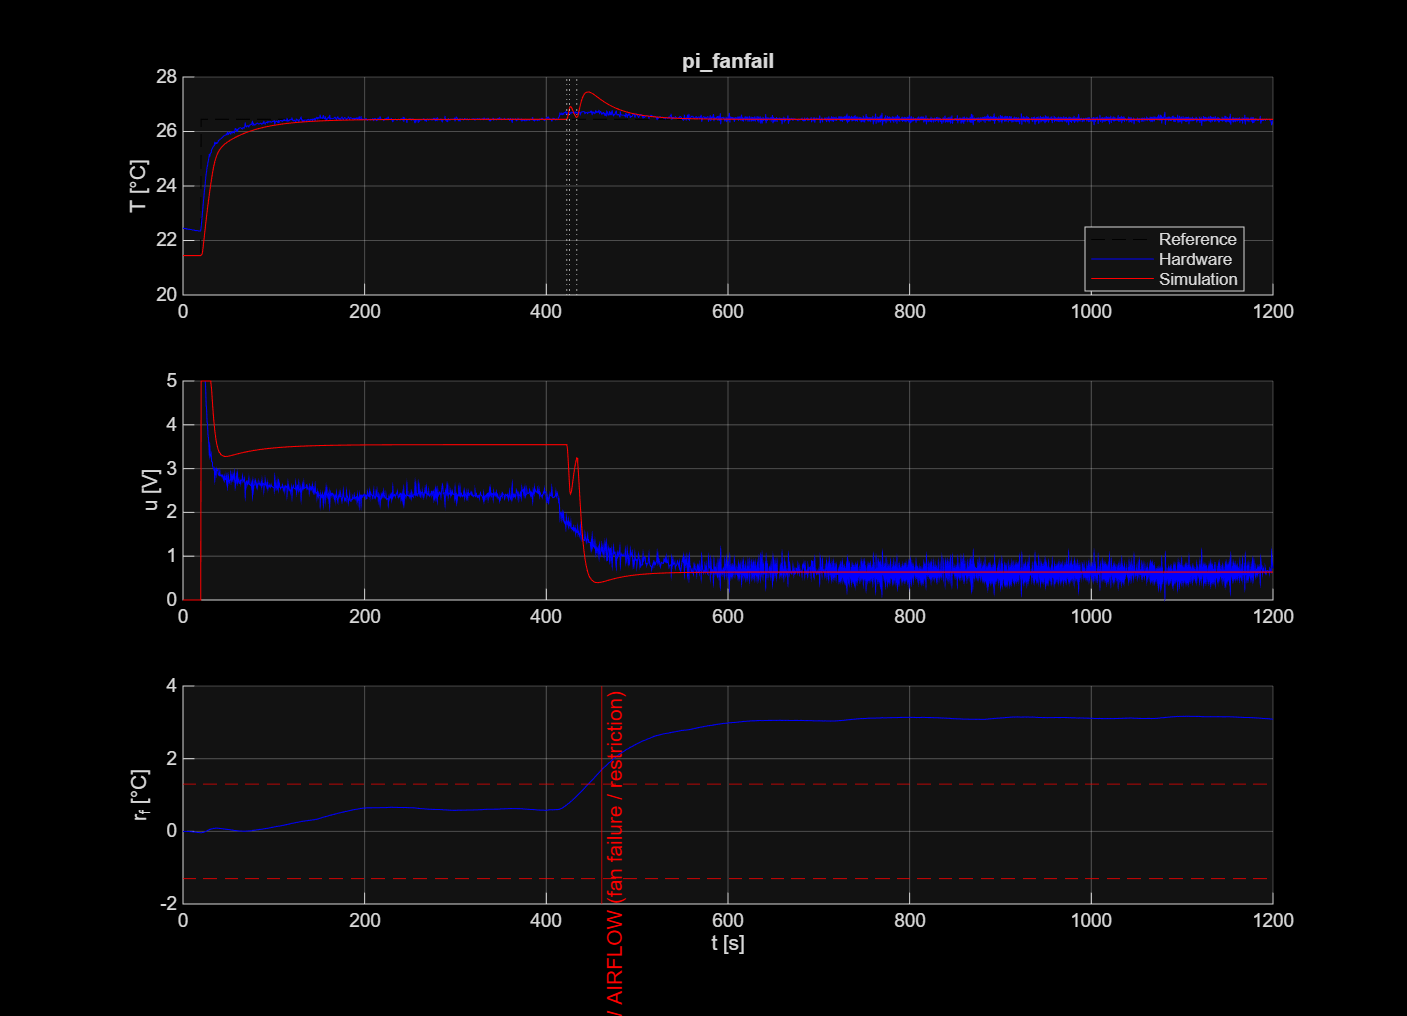 pi_fanfail
T [°C]
28
26
24
22
20
0 200 400 600 800 1000 1200
Reference
Hardware
Simulation
u [V]
5
4
3
2
1
0
0 200 400 600 800 1000 1200
r_f [°C]
4
2
0
-2
0 200 400 600 800 1000 1200
t [s]
AIRFLOW (fan failure / restriction)